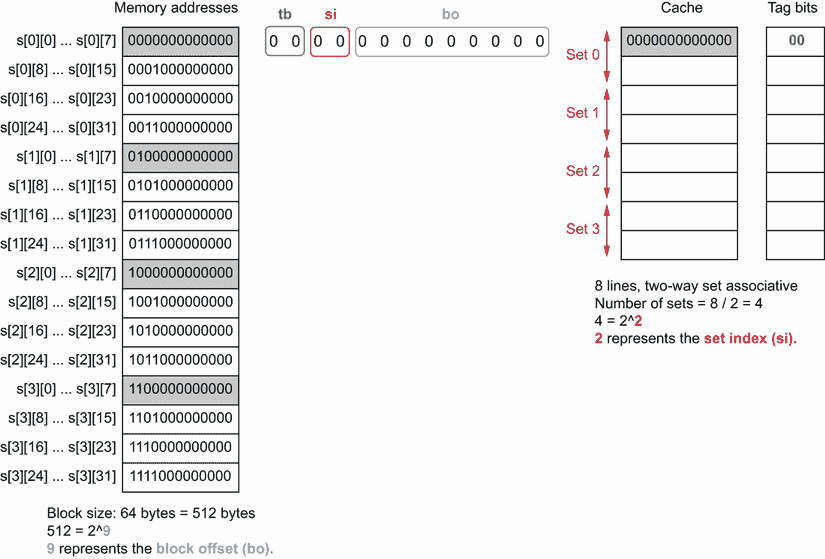 Memory addresses
s[0][0] ... s[0][7] 0000000000000
s[0][8] ... s[0][15] 0001000000000
s[0][16] ... s[0][23] 0010000000000
s[0][24] ... s[0][31] 0011000000000
s[1][0] ... s[1][7] 0100000000000
s[1][8] ... s[1][15] 0101000000000
s[1][16] ... s[1][23] 0110000000000
s[1][24] ... s[1][31] 0111000000000
s[2][0] ... s[2][7] 1000000000000
s[2][8] ... s[2][15] 1001000000000
s[2][16] ... s[2][23] 1010000000000
s[2][24] ... s[2][31] 1011000000000
s[3][0] ... s[3][7] 1100000000000
s[3][8] ... s[3][15] 1101000000000
s[3][16] ... s[3][23] 1110000000000
s[3][24] ... s[3][31] 1111000000000
Block size: 64 bytes = 512 bytes
512 = 2^9
9 represents the block offset (bo).
tb si bo
0 0 0 0 0 0 0 0 0 0 0 0 0
Cache Tag bits
0000000000000 00
Set 0
Set 1
Set 2
Set 3
8 lines, two-way set associative
Number of sets = 8 / 2 = 4
4 = 2^2
2 represents the set index (si).